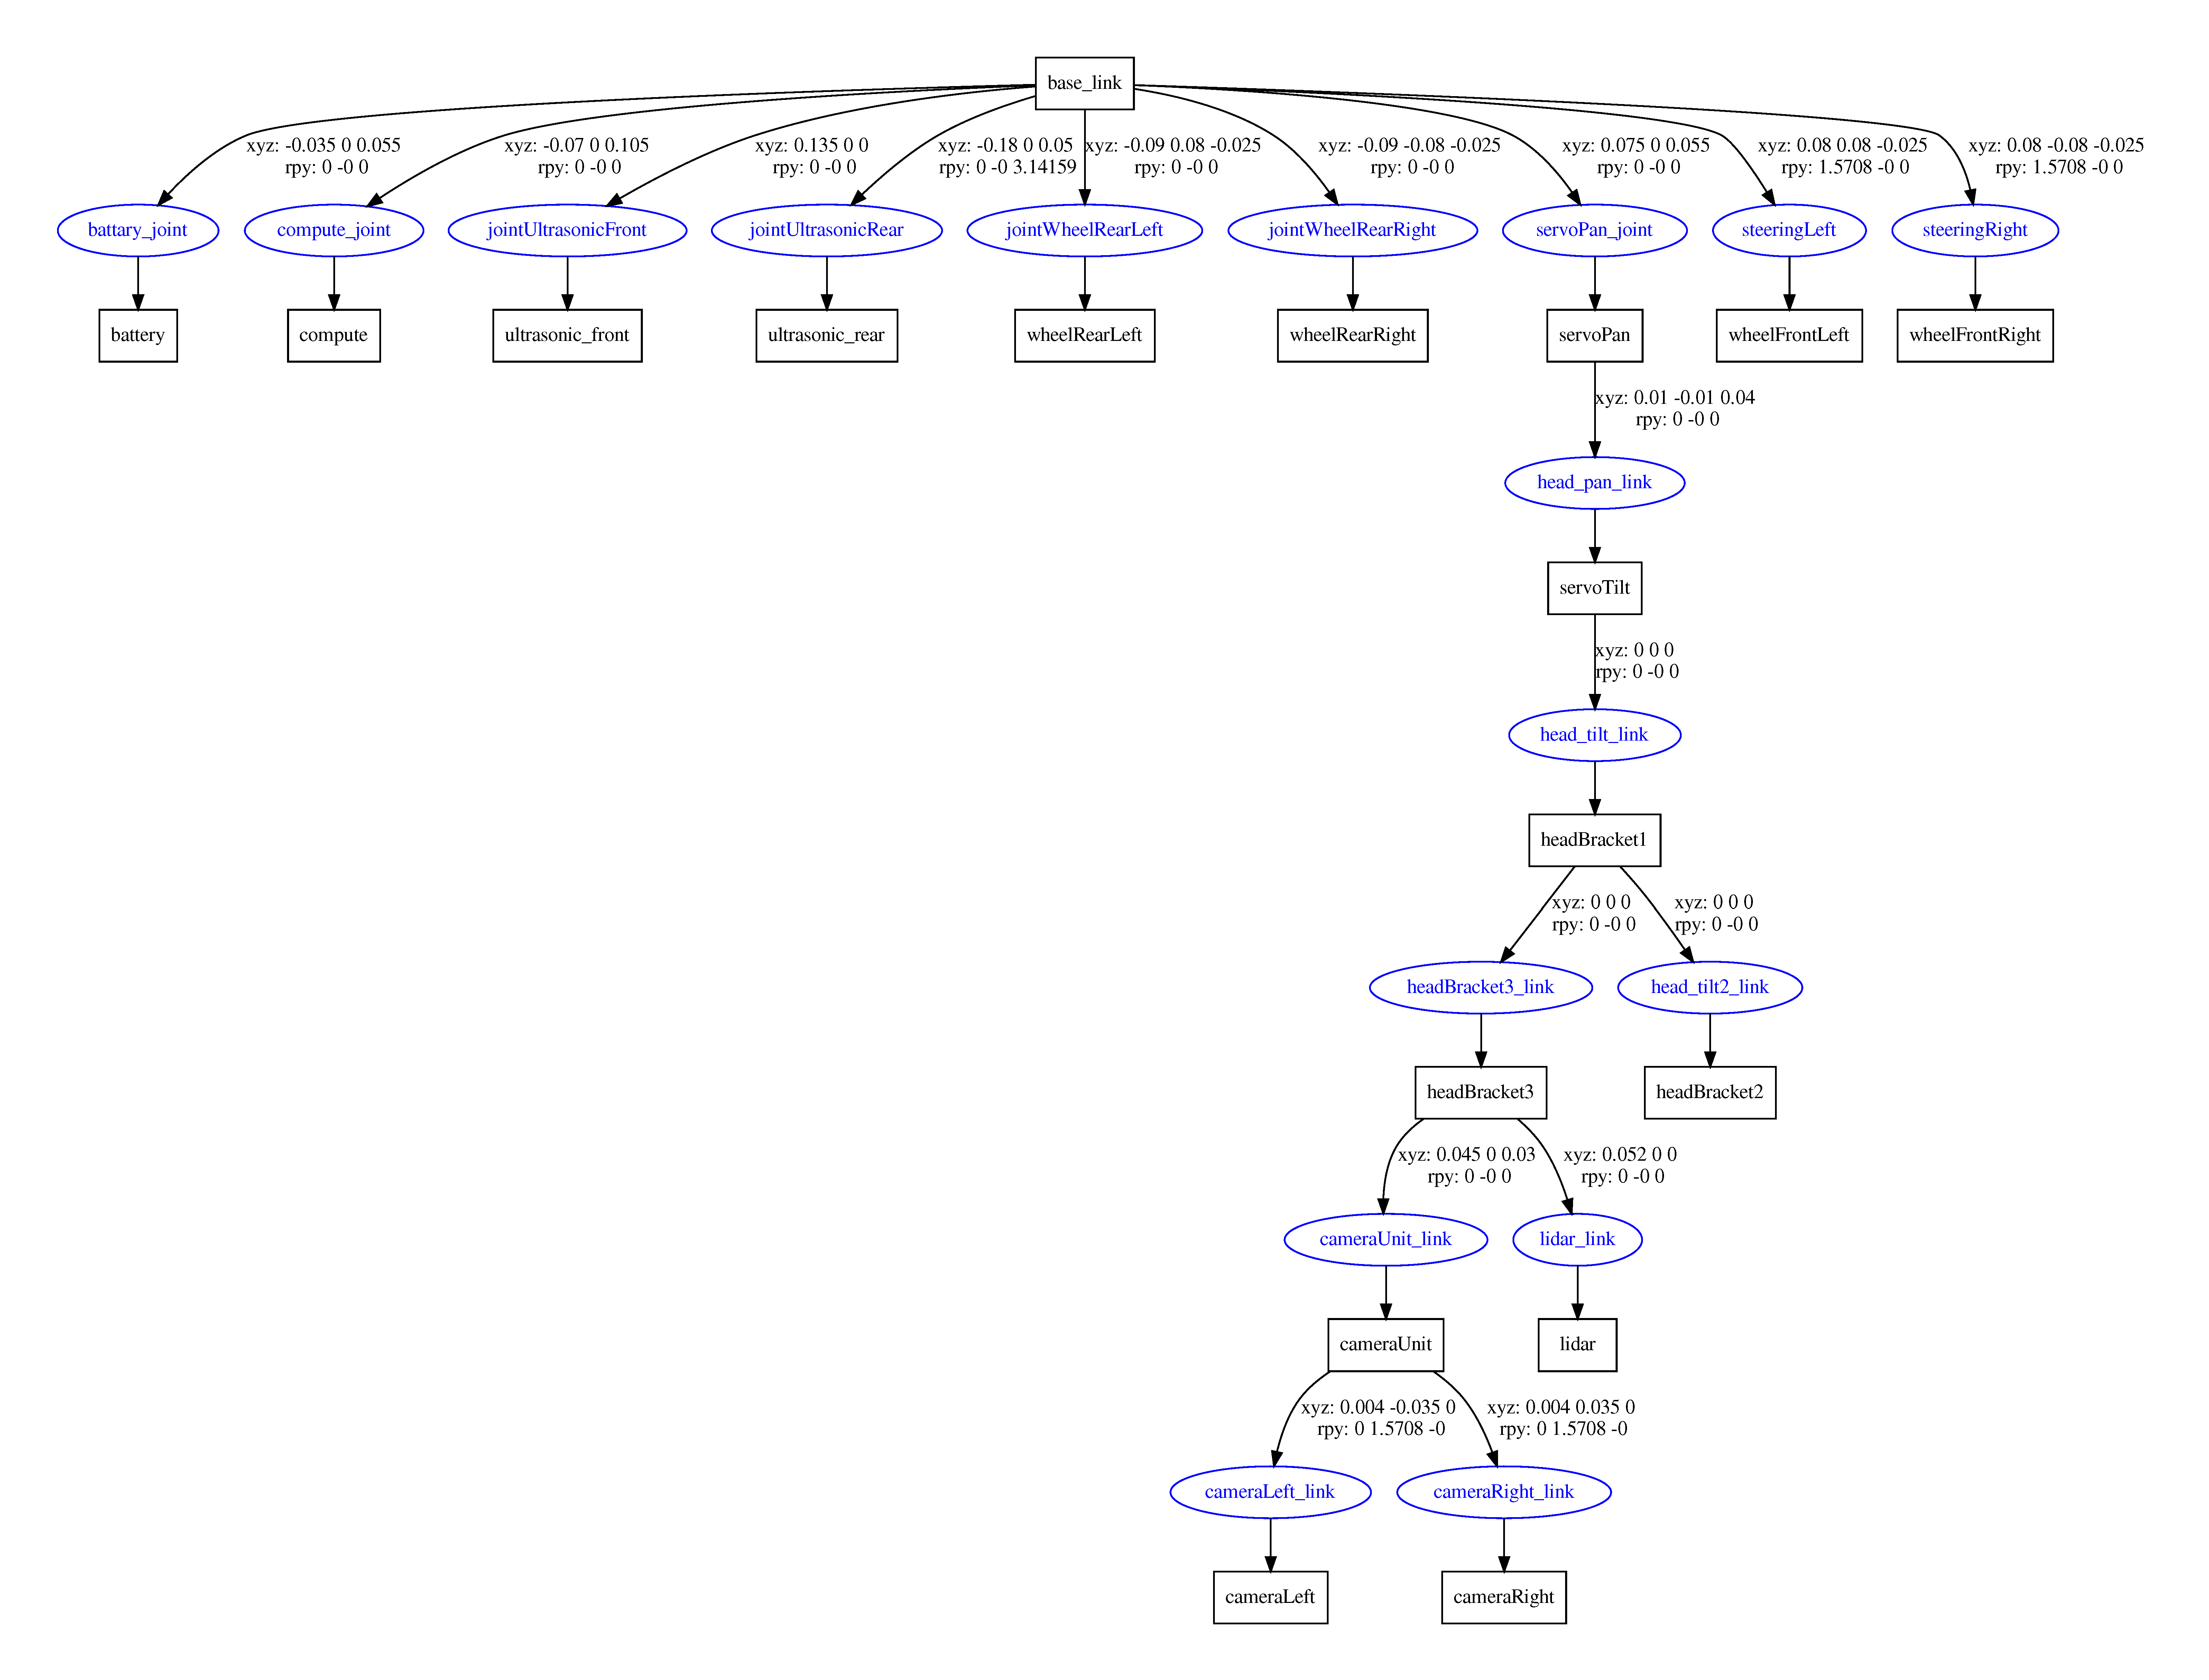 base_link
xyz: -0.035 0 0.055
rpy: 0 -0 0
xyz: -0.07 0 0.105
rpy: 0 -0 0
xyz: 0.135 0 0
rpy: 0 -0 0
xyz: -0.18 0 0.05
rpy: 0 -0 3.14159
xyz: -0.09 0.08 -0.025
rpy: 0 -0 0
xyz: -0.09 -0.08 -0.025
rpy: 0 -0 0
xyz: 0.075 0 0.055
rpy: 0 -0 0
xyz: 0.08 0.08 -0.025
rpy: 1.5708 -0 0
xyz: 0.08 -0.08 -0.025
rpy: 1.5708 -0 0
battary_joint
compute_joint
jointUltrasonicFront
jointUltrasonicRear
jointWheelRearLeft
jointWheelRearRight
servoPan_joint
steeringLeft
steeringRight
battery
compute
ultrasonic_front
ultrasonic_rear
wheelRearLeft
wheelRearRight
servoPan
wheelFrontLeft
wheelFrontRight
xyz: 0.01 -0.01 0.04
rpy: 0 -0 0
head_pan_link
servoTilt
xyz: 0 0 0
rpy: 0 -0 0
head_tilt_link
headBracket1
xyz: 0 0 0
rpy: 0 -0 0
xyz: 0 0 0
rpy: 0 -0 0
headBracket3_link
head_tilt2_link
headBracket3
headBracket2
xyz: 0.045 0 0.03
rpy: 0 -0 0
xyz: 0.052 0 0
rpy: 0 -0 0
cameraUnit_link
lidar_link
cameraUnit
lidar
xyz: 0.004 -0.035 0
rpy: 0 1.5708 -0
xyz: 0.004 0.035 0
rpy: 0 1.5708 -0
cameraLeft_link
cameraRight_link
cameraLeft
cameraRight